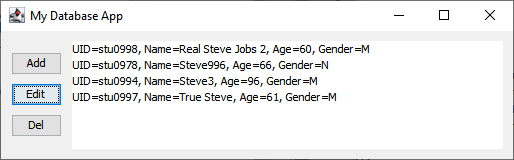 My Database App
Add
Edit
Del
UID=stu0998, Name=Real Steve Jobs 2, Age=60, Gender=M
UID=stu0978, Name=Steve996, Age=66, Gender=N
UID=stu0994, Name=Steve3, Age=96, Gender=M
UID=stu0997, Name=True Steve, Age=61, Gender=M